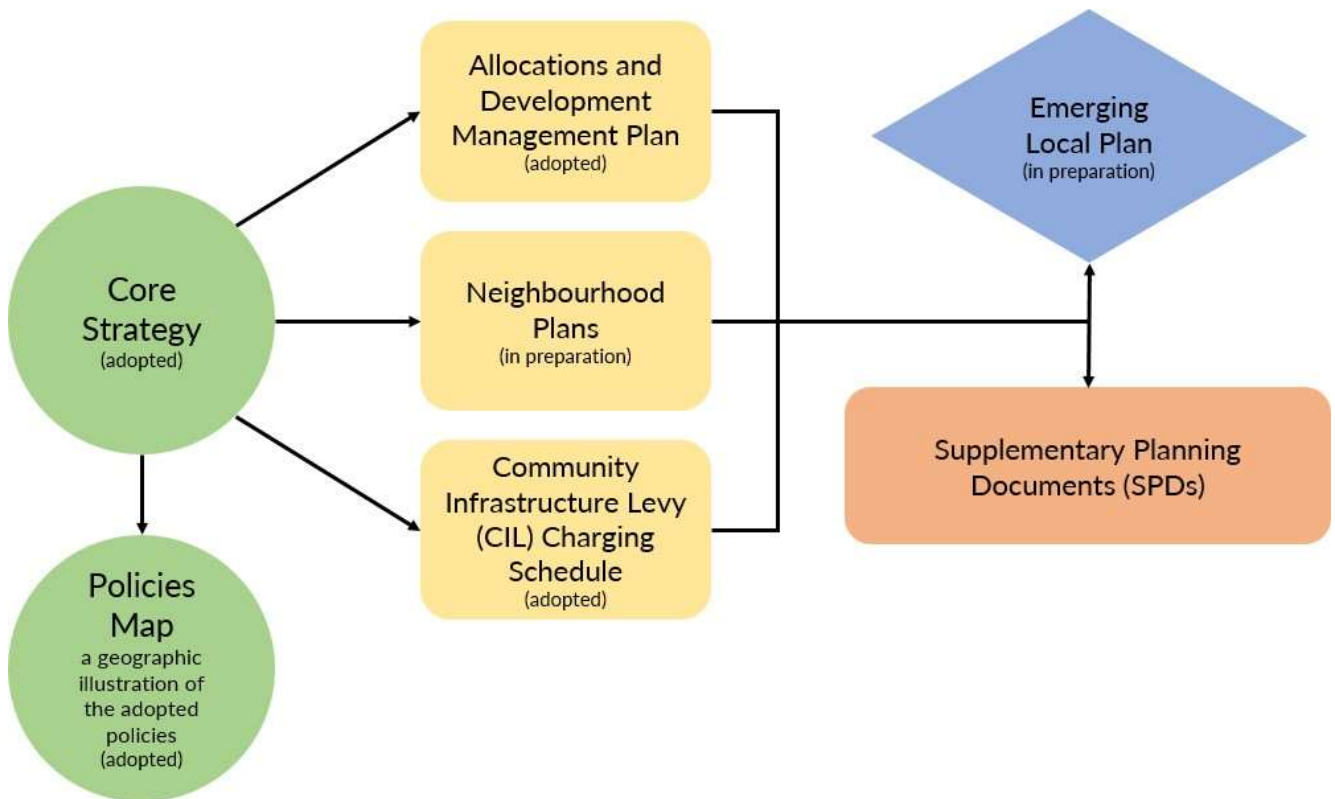 Core
Strategy
(adopted)
Policies
Map
a geographic
illustration of
the adopted
policies
(adopted)
Allocations and
Development
Management Plan
(adopted)
Neighbourhood
Plans
(in preparation)
Community
Infrastructure Levy
(CIL) Charging
Schedule
(adopted)
Emerging
Local Plan
(in preparation)
Supplementary Planning
Documents (SPDs)